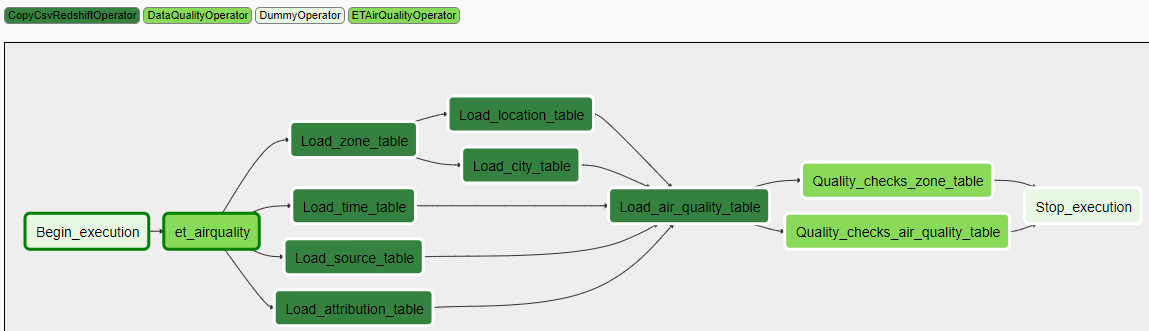 CopyCsvRedshiftOperator DataQualityOperator DummyOperator ETAirQualityOperator
Load_location_table
Load_zone_table
Load_city_table
Quality_checks_zone_table
Load_time_table
Load_air_quality_table
Stop_execution
Begin_execution
et_airquality
Quality_checks_air_quality_table
Load_source_table
Load_attribution_table